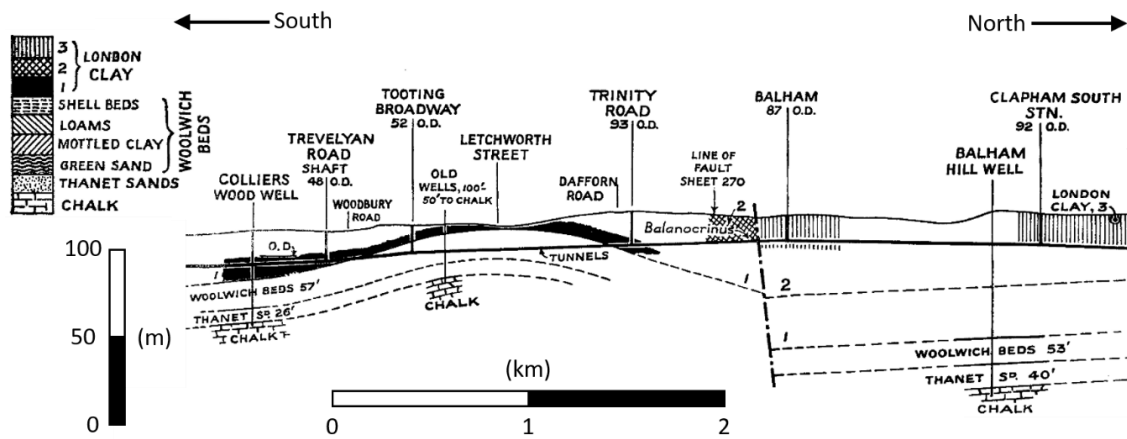 South
North
3
2
1
LONDON
CLAY
SHELL BEDS
LOAMS
MOTTLED CLAY
GREEN SAND
WOOLWICH
BEDS
THANET SANDS
CHALK
COLLIERS
WOOD WELL
TREVELYAN
ROAD
SHAFT
48 O.D.
WOODBURY
ROAD
TOOTING
BROADWAY
52 O.D.
OLD
WELLS, 100'-
50' TO CHALK
LETCHWORTH
STREET
DAFFORN
ROAD
TRINITY
ROAD
93 O.D.
LINE OF
FAULT
SHEET 270
BALHAM
87 O.D.
BALHAM
HILL WELL
CLAPHAM SOUTH
STN.
92 O.D.
LONDON
CLAY, 3
2
Balanocrinus
O.D.
TUNNELS
1
WOOLWICH BEDS 57'
THANET SD. 26'
CHALK
CHALK
1
2
1
WOOLWICH BEDS 53'
THANET SD. 40'
CHALK
100
50
0
(m)
(km)
0
1
2